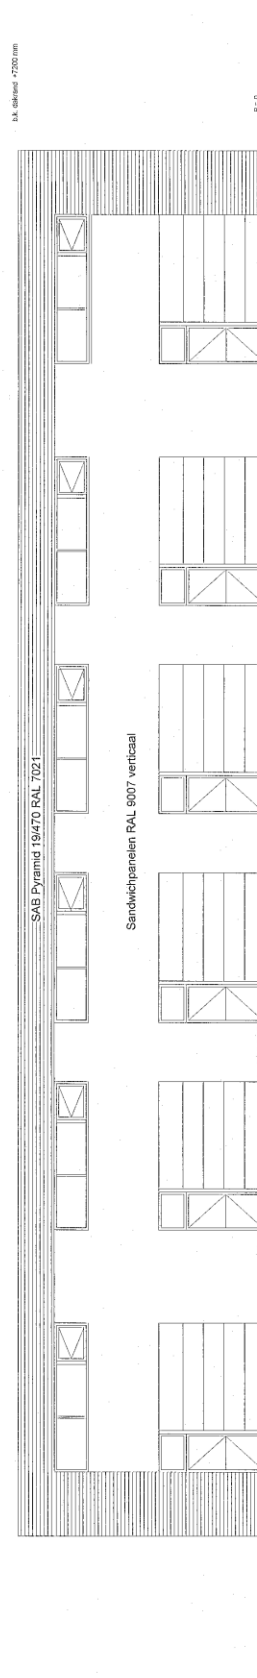 b.k. dakrand +7200 mm
SAB Pyramid 19/470 RAL 7021
Sandwichpanelen RAL 9007 verticaal